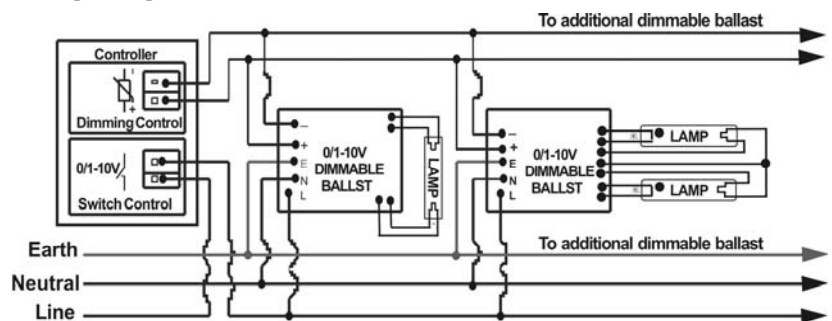 To additional dimmable ballast
Controller
Dimming Control
0/1-10V
Switch Control
−
+
E
N
L
0/1-10V
DIMMABLE
BALLST
LAMP
−
+
E
N
L
0/1-10V
DIMMABLE
BALLST
LAMP
LAMP
Earth
To additional dimmable ballast
Neutral
Line